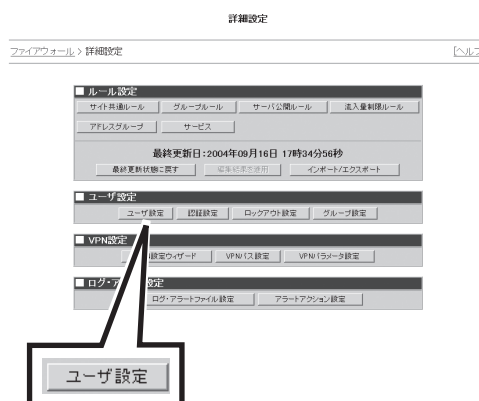 詳細設定
ファイアウォール > 詳細設定 [ヘルプ
■ ルール設定
サイト共通ルール グループルール サーバ公開ルール 流入量制限ルール
アドレスグループ サービス
最終更新日:2004年09月16日 17時34分56秒
最終更新状態に戻す 編集結果を適用 インポート/エクスポート
■ ユーザ設定
ユーザ設定 認証設定 ロックアウト設定 グループ設定
■ VPN設定
設定ウィザード VPNパス設定 VPNパラメータ設定
■ ログ・ア 設定
ログ・アラートファイル設定 アラートアクション設定
ユーザ設定